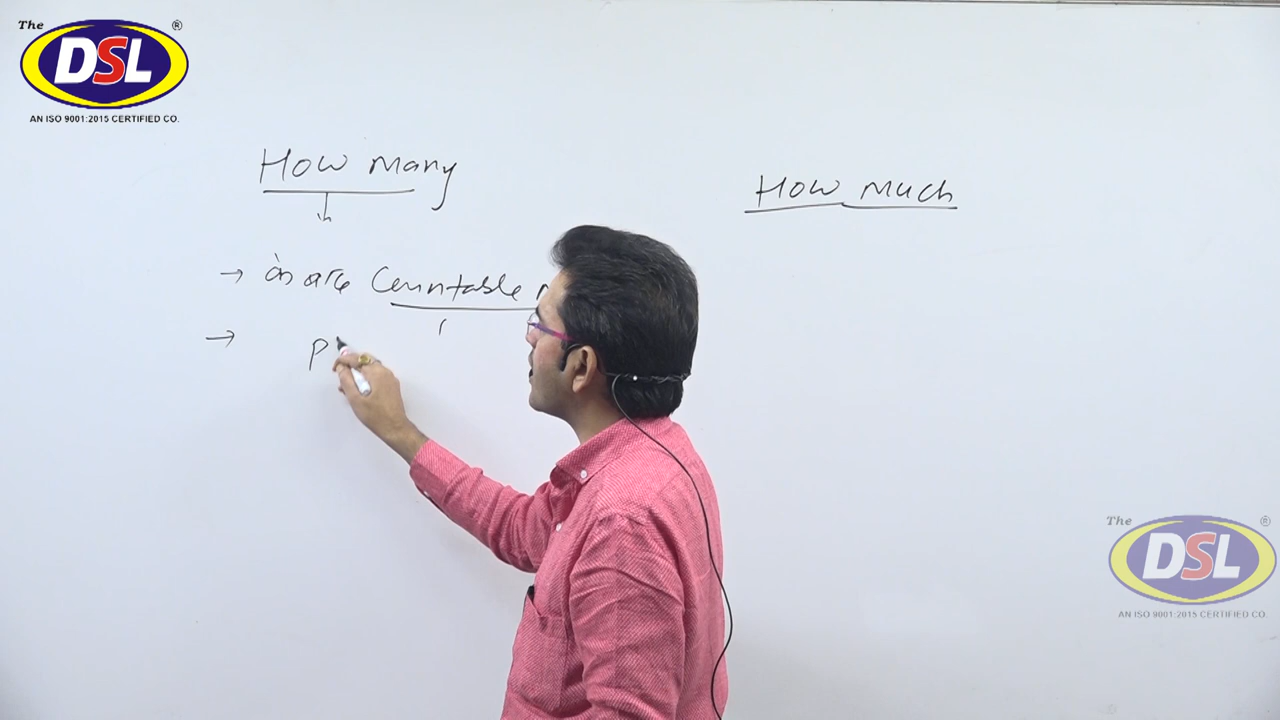 The
DSL
®
AN ISO 9001:2015 CERTIFIED CO.
How Many
How Much
→ are Countable
→ P
The
DSL
®
AN ISO 9001:2015 CERTIFIED CO.